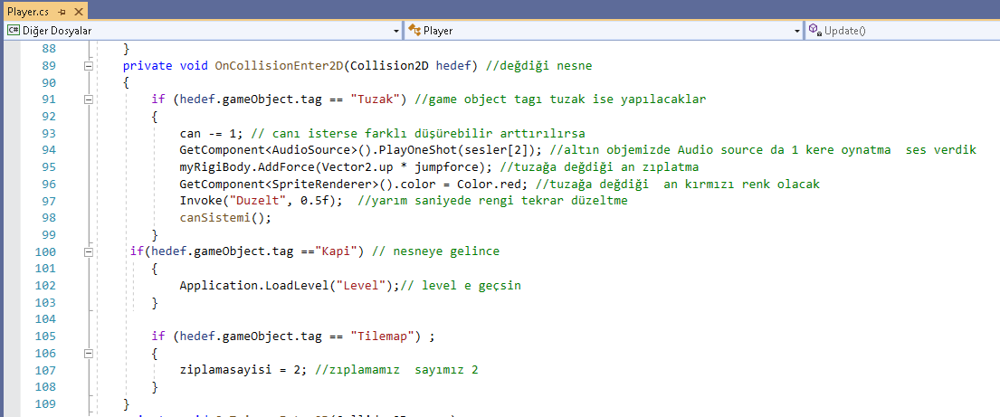 Player.cs
Diğer Dosyalar Player Update()
88 }
89 private void OnCollisionEnter2D(Collision2D hedef) //değdiği nesne
90 {
91 if (hedef.gameObject.tag == "Tuzak") //game object tagı tuzak ise yapılacaklar
92 {
93 can -= 1; // canı isterse farklı düşürebilir arttırılırsa
94 GetComponent<AudioSource>().PlayOneShot(sesler[2]); //altın objemizde Audio source da 1 kere oynatma  ses verdik
95 myRigiBody.AddForce(Vector2.up * jumpforce); //tuzağa değdiği an zıplatma
96 GetComponent<SpriteRenderer>().color = Color.red; //tuzağa değdiği  an kırmızı renk olacak
97 Invoke("Duzelt", 0.5f);  //yarım saniyede rengi tekrar düzeltme
98 canSistemi();
99 }
100 if(hedef.gameObject.tag =="Kapi") // nesneye gelince
101 {
102 Application.LoadLevel("Level");// level e geçsin
103 }
104
105 if (hedef.gameObject.tag == "Tilemap") ;
106 {
107 ziplamasayisi = 2; //zıplamamız  sayımız 2
108 }
109 }